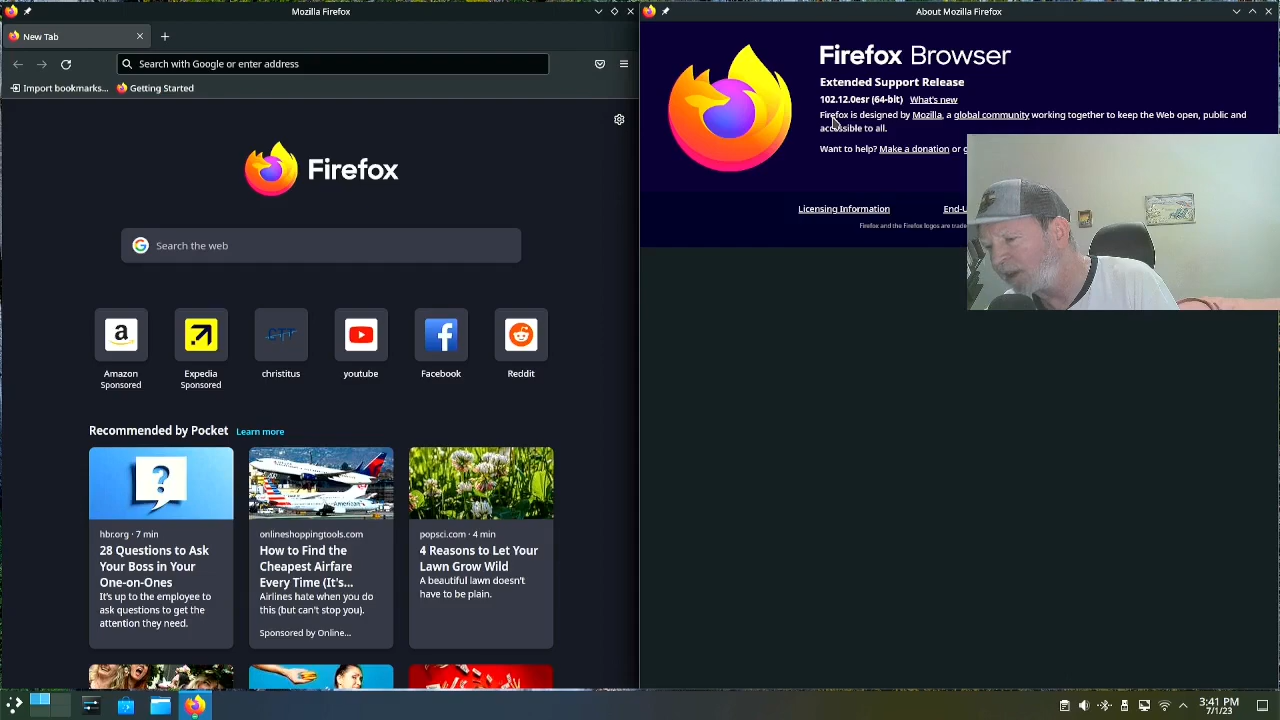 Mozilla Firefox
New Tab
Search with Google or enter address
Import bookmarks...
Getting Started
Firefox
Search the web
Amazon
Sponsored
Expedia
Sponsored
christitus
youtube
Facebook
Reddit
Recommended by Pocket Learn more
hbr.org · 7 min
28 Questions to Ask
Your Boss in Your
One-on-Ones
It's up to the employee to
ask questions to get the
attention they need.
onlineshoppingtools.com
How to Find the
Cheapest Airfare
Every Time (It's...
Airlines hate when you do
this (but can't stop you).
Sponsored by Online...
popsci.com · 4 min
4 Reasons to Let Your
Lawn Grow Wild
A beautiful lawn doesn't
have to be plain.
About Mozilla Firefox
Firefox Browser
Extended Support Release
102.12.0esr (64-bit) What's new
Firefox is designed by Mozilla, a global community working together to keep the Web open, public and
accessible to all.
Want to help? Make a donation or
Licensing Information
End-U
Firefox and the Firefox logos are trade
3:41 PM
7/1/23